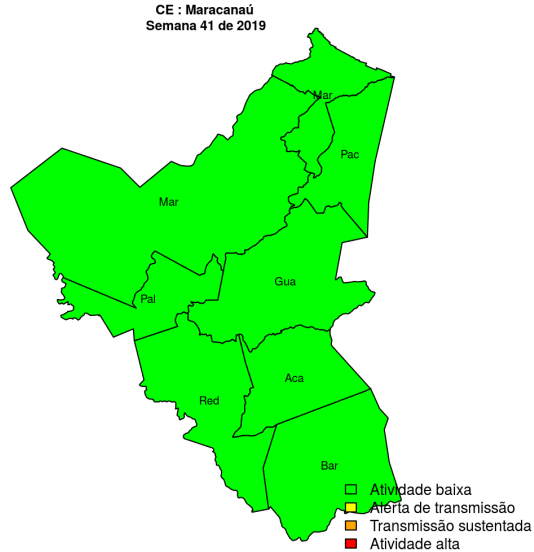 CE : Maracanaú
Semana 41 de 2019
Mar
Pac
Mar
Gua
Pal
Aca
Red
Bar
Atividade baixa
Alerta de transmissão
Transmissão sustentada
Atividade alta